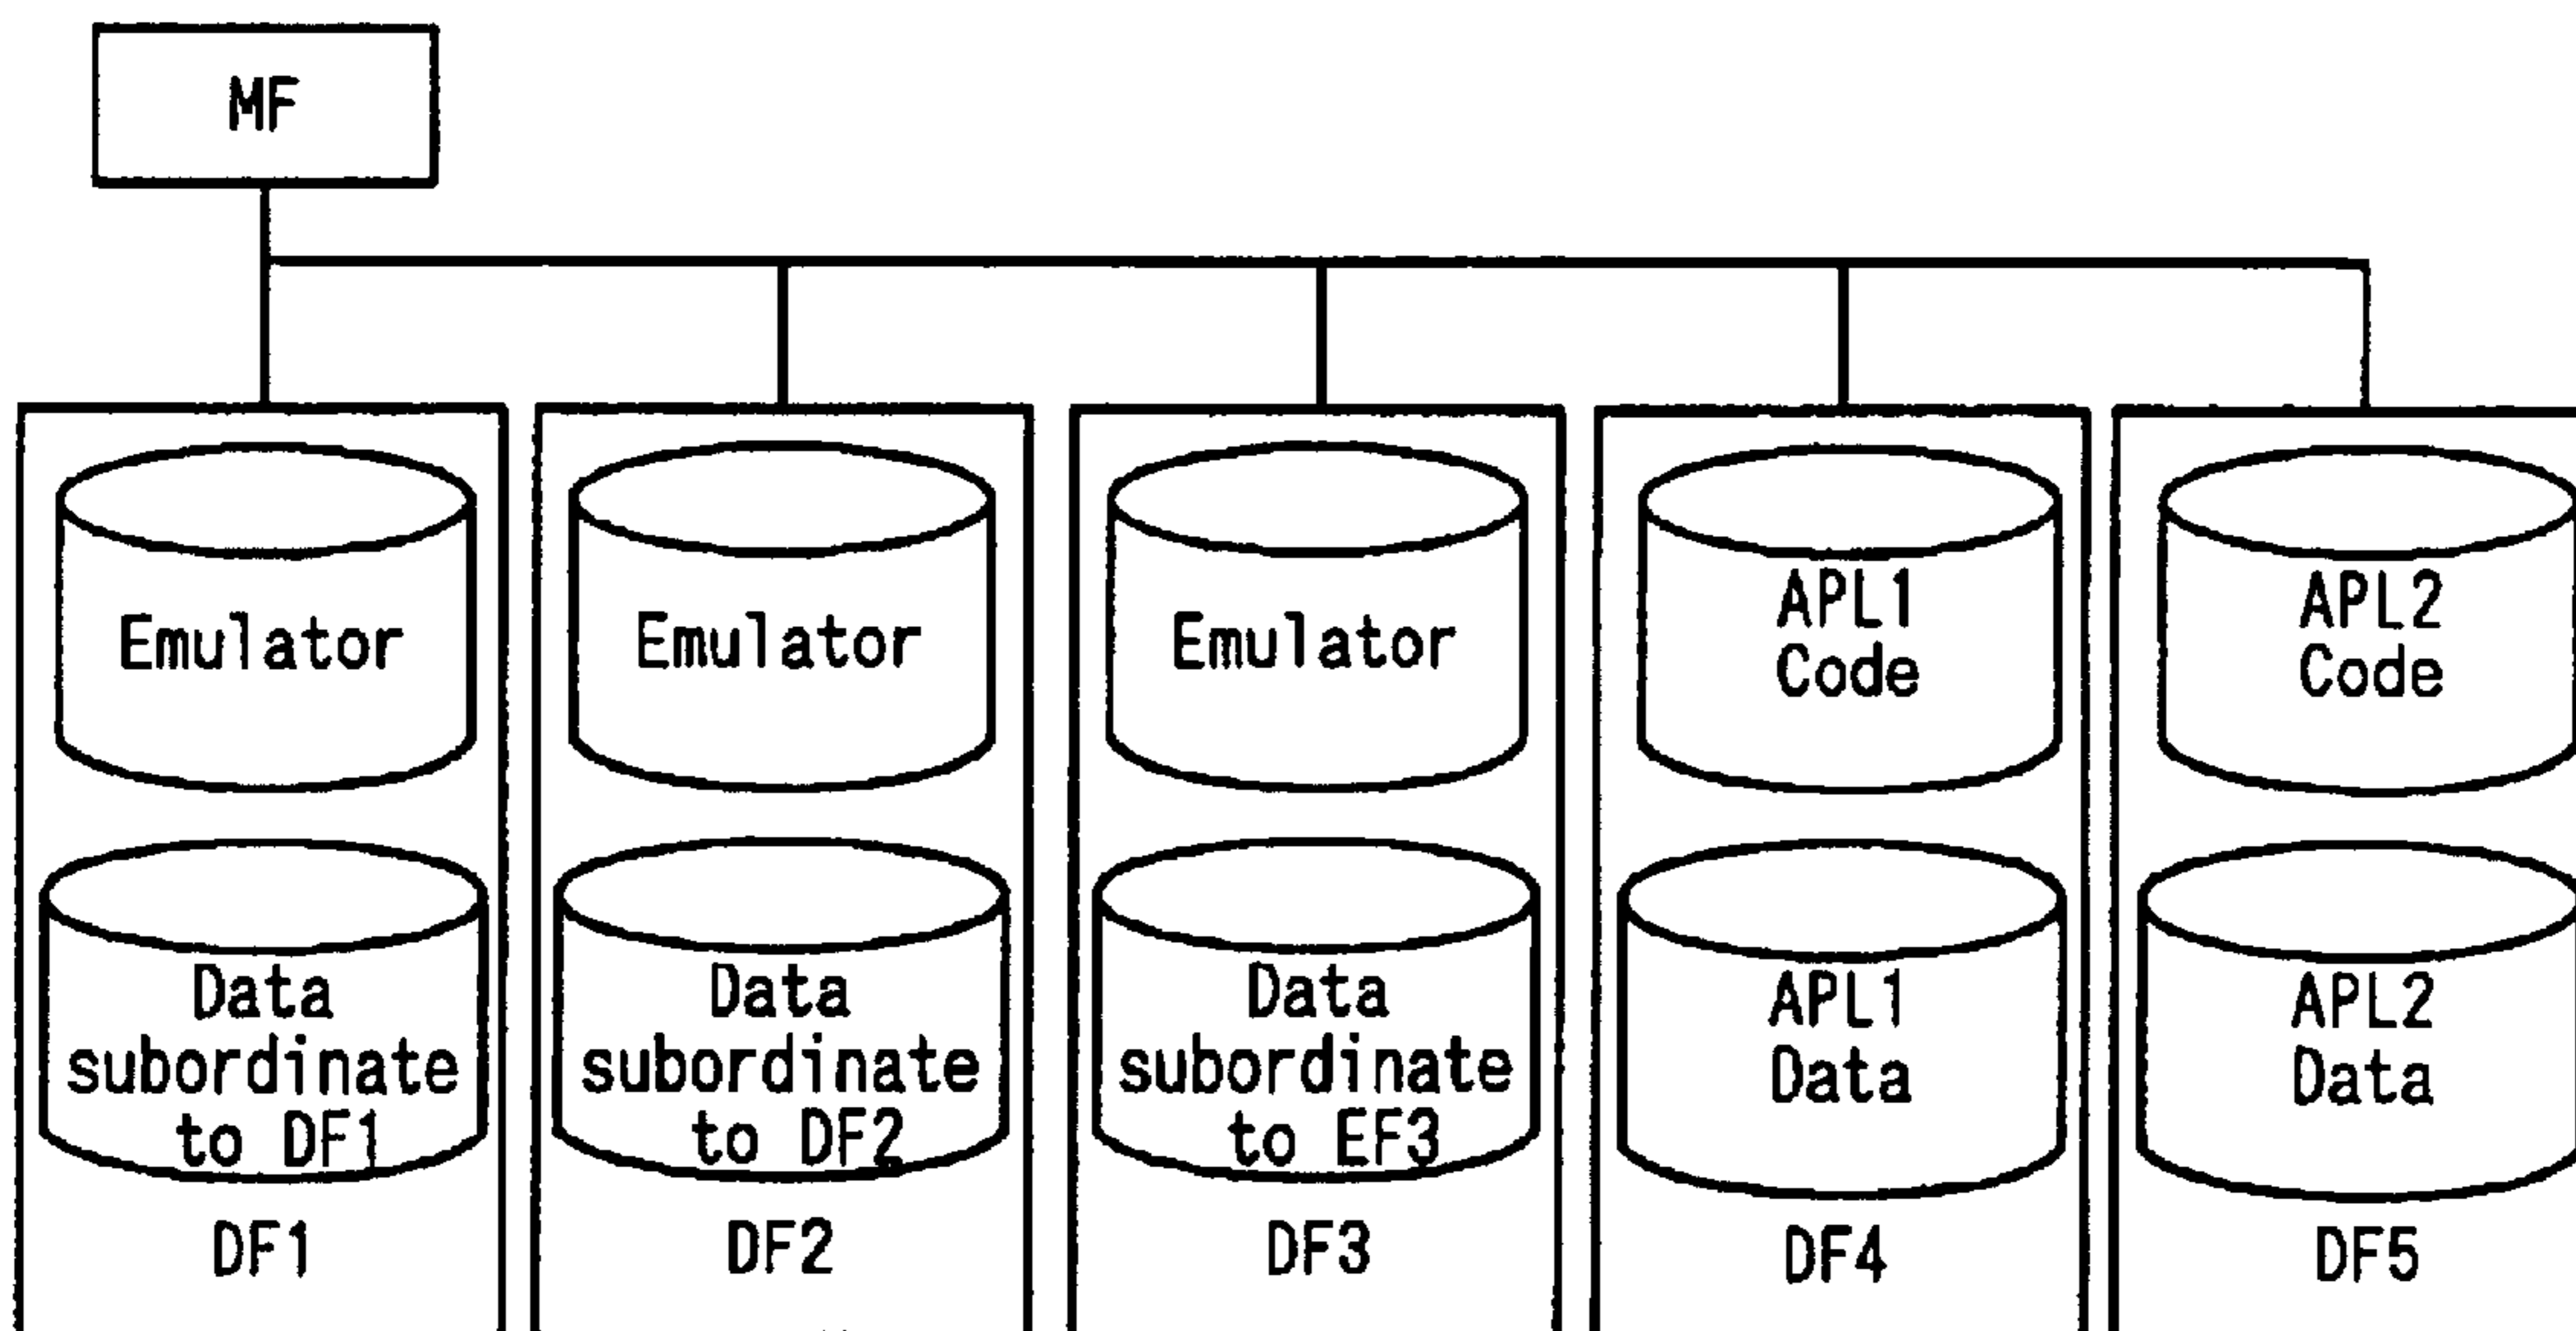 MF
Emulator
Emulator
Emulator
APL1
Code
APL2
Code
Data
subordinate
to DF1
Data
subordinate
to DF2
Data
subordinate
to EF3
APL1
Data
APL2
Data
DF1
DF2
DF3
DF4
DF5